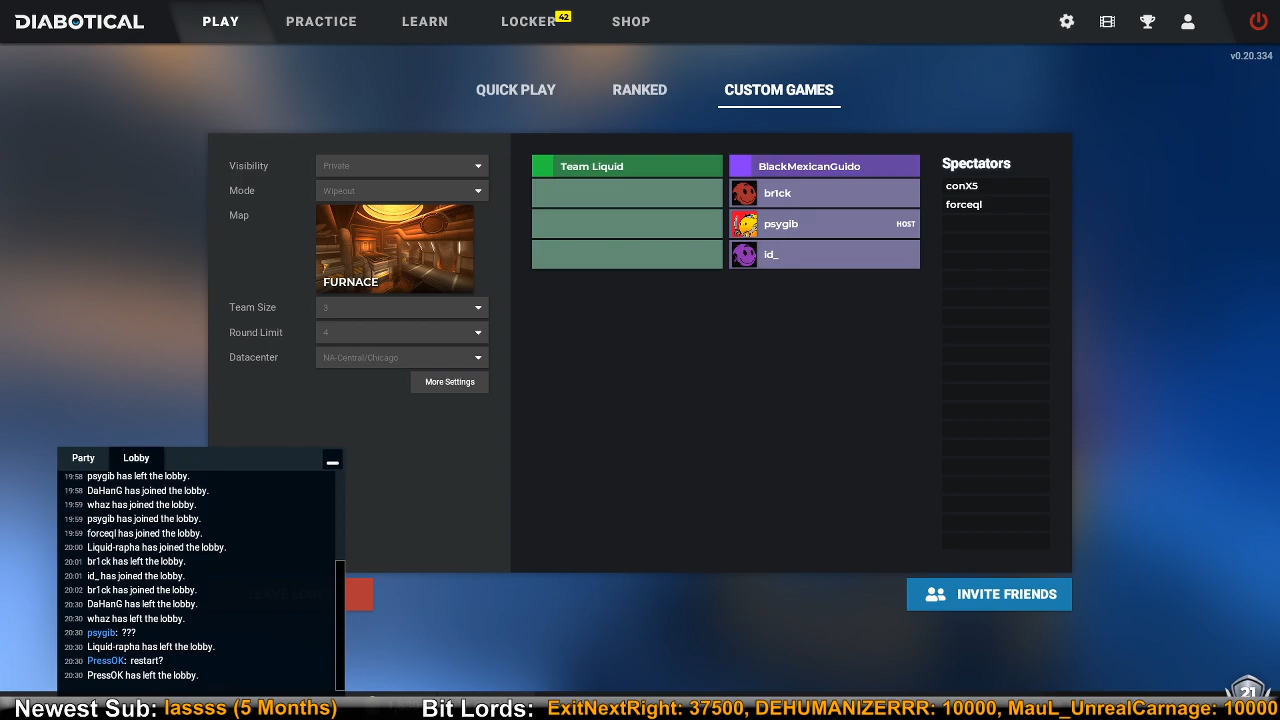 DIABOTICAL
PLAY
PRACTICE
LEARN
LOCKER
42
SHOP
v0.20.334
QUICK PLAY
RANKED
CUSTOM GAMES
Visibility
Private
Mode
Wipeout
Map
FURNACE
Team Size
3
Round Limit
4
Datacenter
NA-Central/Chicago
More Settings
Team Liquid
BlackMexicanGuido
br1ck
psygib
HOST
id_
Spectators
conX5
forceql
Party
Lobby
19:58 psygib has left the lobby.
19:58 DaHanG has joined the lobby.
19:59 whaz has joined the lobby.
19:59 psygib has joined the lobby.
19:59 forceql has joined the lobby.
20:00 Liquid-rapha has joined the lobby.
20:01 br1ck has left the lobby.
20:01 id_ has joined the lobby.
20:02 br1ck has joined the lobby.
20:30 DaHanG has left the lobby.
20:30 whaz has left the lobby.
20:30 psygib: ???
20:30 Liquid-rapha has left the lobby.
20:30 PressOK: restart?
20:30 PressOK has left the lobby.
INVITE FRIENDS
21
Newest Sub: lassss (5 Months)
Bit Lords: ExitNextRight: 37500, DEHUMANIZERRR: 10000, MauL_UnrealCarnage: 10000